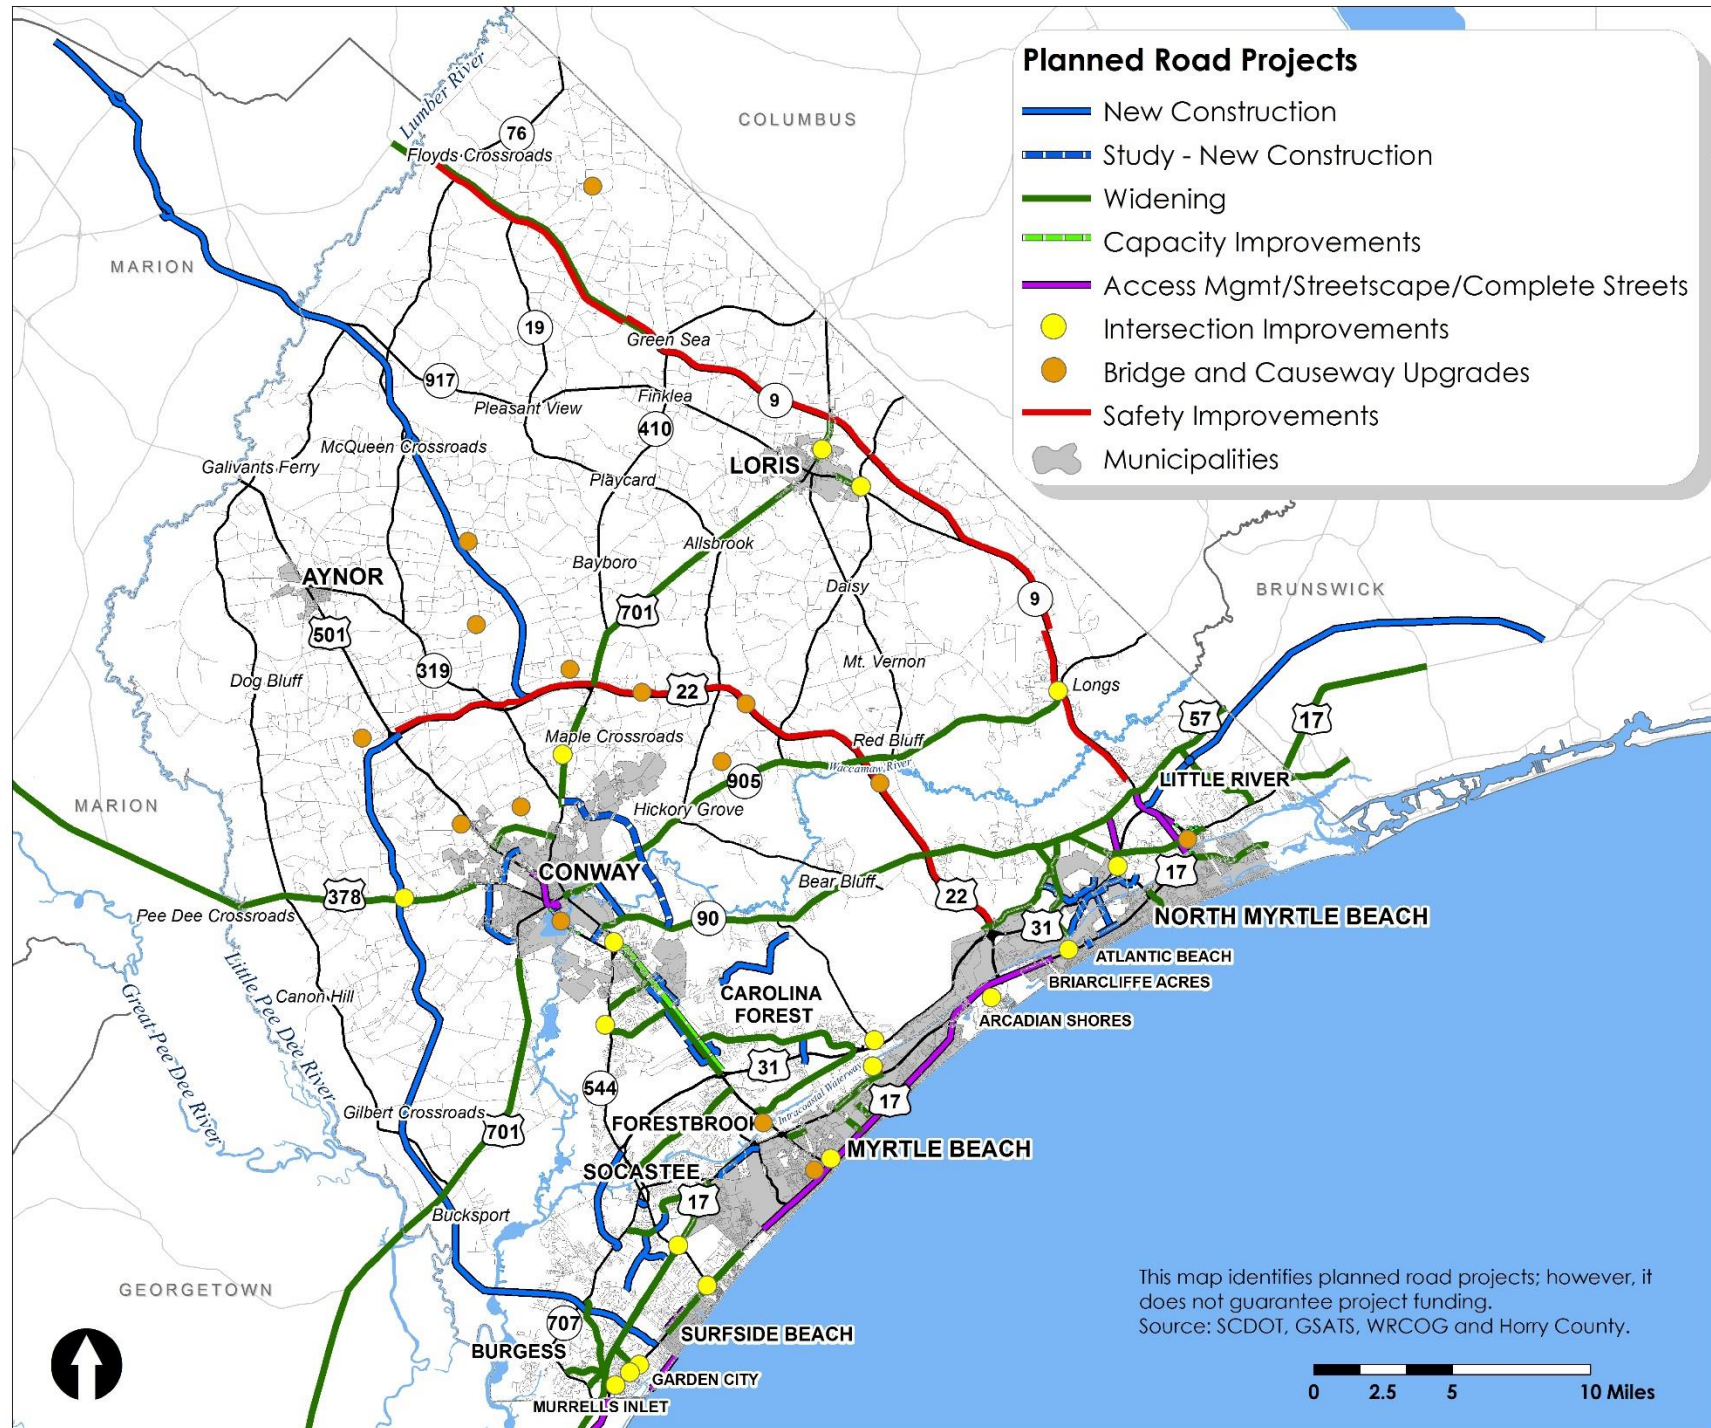 Planned Road Projects
New Construction
Study - New Construction
Widening
Capacity Improvements
Access Mgmt/Streetscape/Complete Streets
Intersection Improvements
Bridge and Causeway Upgrades
Safety Improvements
Municipalities
Lumber River
COLUMBUS
76
Floyds Crossroads
MARION
19
Green Sea
917
Pleasant View
Finklea
9
410
McQueen Crossroads
Galivants Ferry
LORIS
Playcard
Allsbrook
Bayboro
AYNOR
Daisy
BRUNSWICK
9
701
501
319
Mt. Vernon
Dog Bluff
22
Longs
57
17
Maple Crossroads
Red Bluff
Waccamaw River
905
LITTLE RIVER
MARION
Hickory Grove
CONWAY
17
Bear Bluff
378
22
Pee Dee Crossroads
90
31
NORTH MYRTLE BEACH
ATLANTIC BEACH
BRIARCLIFFE ACRES
Little Pee Dee River
Great Pee Dee River
Canon Hill
CAROLINA
FOREST
ARCADIAN SHORES
31
544
Intracoastal Waterway
17
Gilbert Crossroads
701
FORESTBROOK
MYRTLE BEACH
SOCASTEE
17
Bucksport
GEORGETOWN
707
SURFSIDE BEACH
BURGESS
GARDEN CITY
MURRELLS INLET
This map identifies planned road projects; however, it
does not guarantee project funding.
Source: SCDOT, GSATS, WRCOG and Horry County.
0 2.5 5 10 Miles